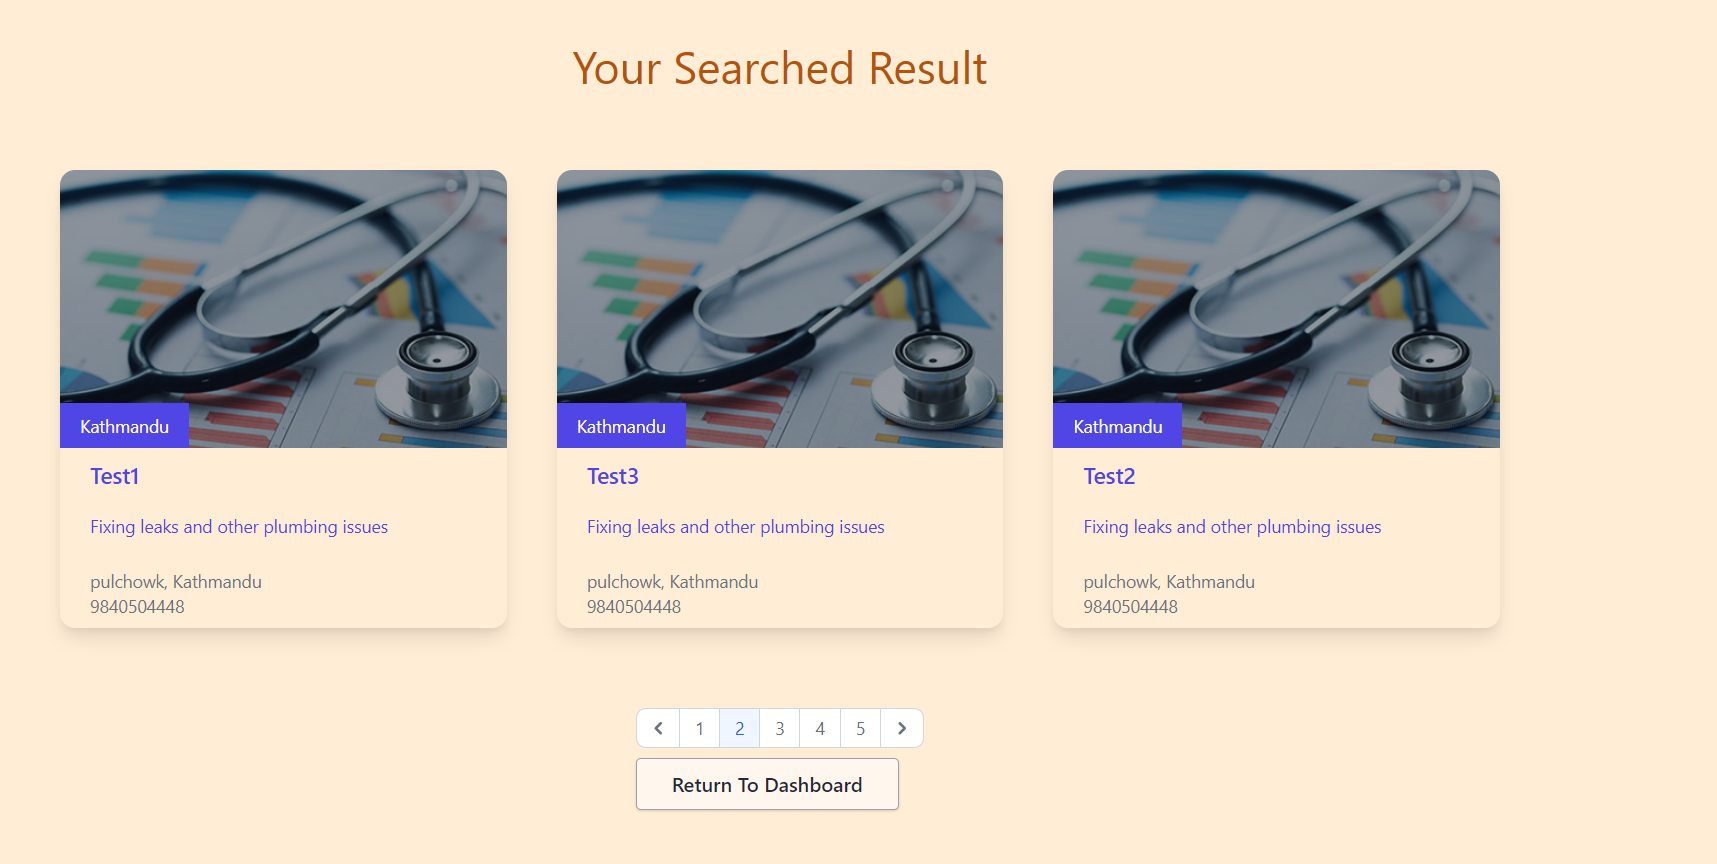 Your Searched Result
Kathmandu
Test1
Fixing leaks and other plumbing issues
pulchowk, Kathmandu
9840504448
Kathmandu
Test3
Fixing leaks and other plumbing issues
pulchowk, Kathmandu
9840504448
Kathmandu
Test2
Fixing leaks and other plumbing issues
pulchowk, Kathmandu
9840504448
1 2 3 4 5
Return To Dashboard